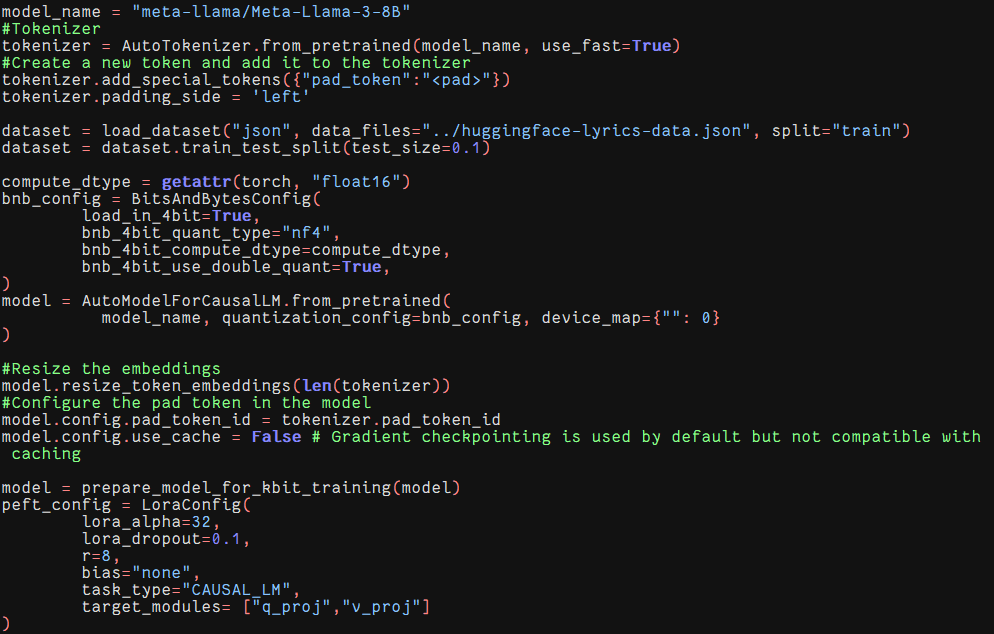 model_name = "meta-llama/Meta-Llama-3-8B"
#Tokenizer
tokenizer = AutoTokenizer.from_pretrained(model_name, use_fast=True)
#Create a new token and add it to the tokenizer
tokenizer.add_special_tokens({"pad_token":"<pad>"})
tokenizer.padding_side = 'left'

dataset = load_dataset("json", data_files="../huggingface-lyrics-data.json", split="train")
dataset = dataset.train_test_split(test_size=0.1)

compute_dtype = getattr(torch, "float16")
bnb_config = BitsAndBytesConfig(
        load_in_4bit=True,
        bnb_4bit_quant_type="nf4",
        bnb_4bit_compute_dtype=compute_dtype,
        bnb_4bit_use_double_quant=True,
)
model = AutoModelForCausalLM.from_pretrained(
          model_name, quantization_config=bnb_config, device_map={"": 0}
)

#Resize the embeddings
model.resize_token_embeddings(len(tokenizer))
#Configure the pad token in the model
model.config.pad_token_id = tokenizer.pad_token_id
model.config.use_cache = False # Gradient checkpointing is used by default but not compatible with
 caching

model = prepare_model_for_kbit_training(model)
peft_config = LoraConfig(
        lora_alpha=32,
        lora_dropout=0.1,
        r=8,
        bias="none",
        task_type="CAUSAL_LM",
        target_modules= ["q_proj","v_proj"]
)